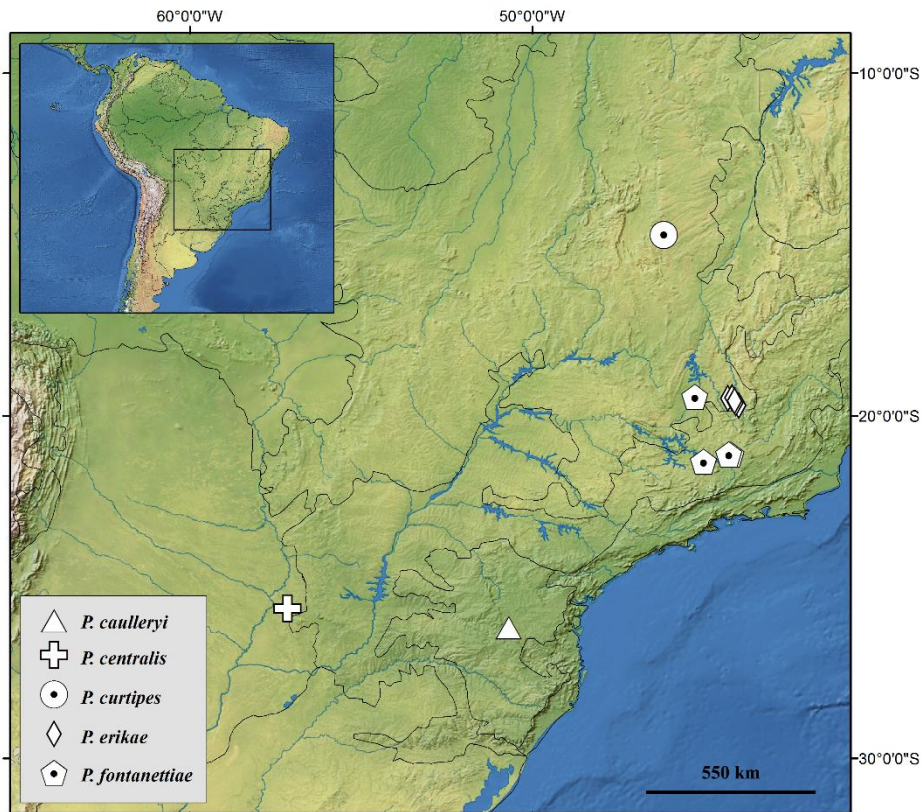 60°0'0"W 50°0'0"W
10°0'0"S
20°0'0"S
30°0'0"S
P. caulleryi
P. centralis
P. curtipes
P. erikae
P. fontanettiae
550 km